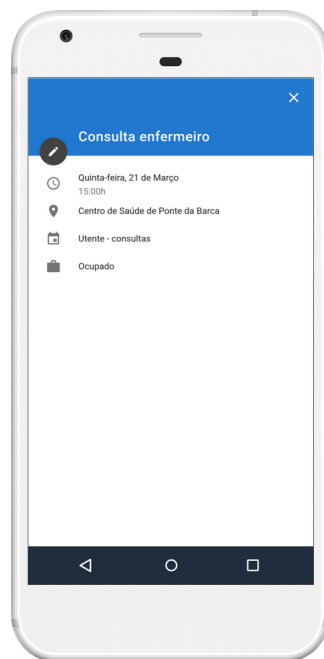 Consulta enfermeiro
Quinta-feira, 21 de Março
15:00h
Centro de Saúde de Ponte da Barca
Utente - consultas
Ocupado